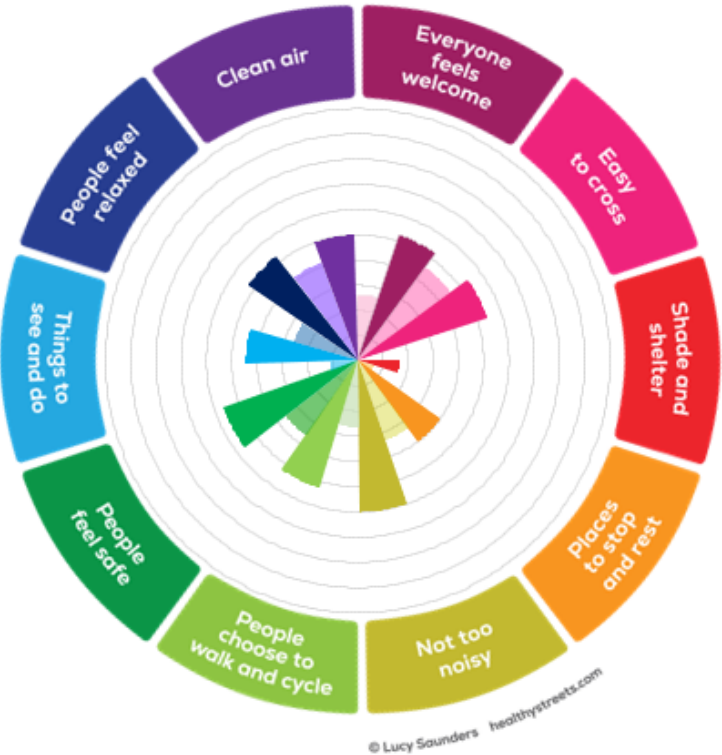 Everyone
feels
welcome
Easy
to cross
Shade and
shelter
Places
to stop
and rest
Not too
noisy
People
choose to
walk and cycle
People
feel safe
Things to
see and do
People feel
relaxed
Clean air
© Lucy Saunders healthystreets.com